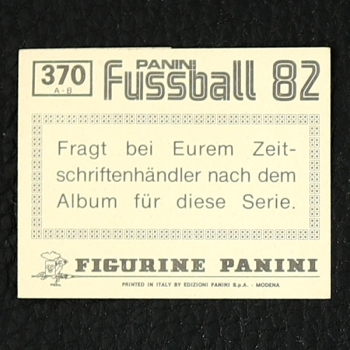 370
A-B
PANINI
Fussball 82
Fragt bei Eurem Zeit-
schriftenhändler nach dem
Album für diese Serie.
FIGURINE PANINI
PRINTED IN ITALY BY EDIZIONI PANINI S.p.A. - MODENA